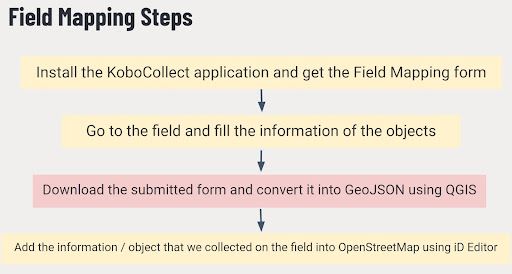 Field Mapping Steps
Install the KoboCollect application and get the Field Mapping form
Go to the field and fill the information of the objects
Download the submitted form and convert it into GeoJSON using QGIS
Add the information / object that we collected on the field into OpenStreetMap using iD Editor